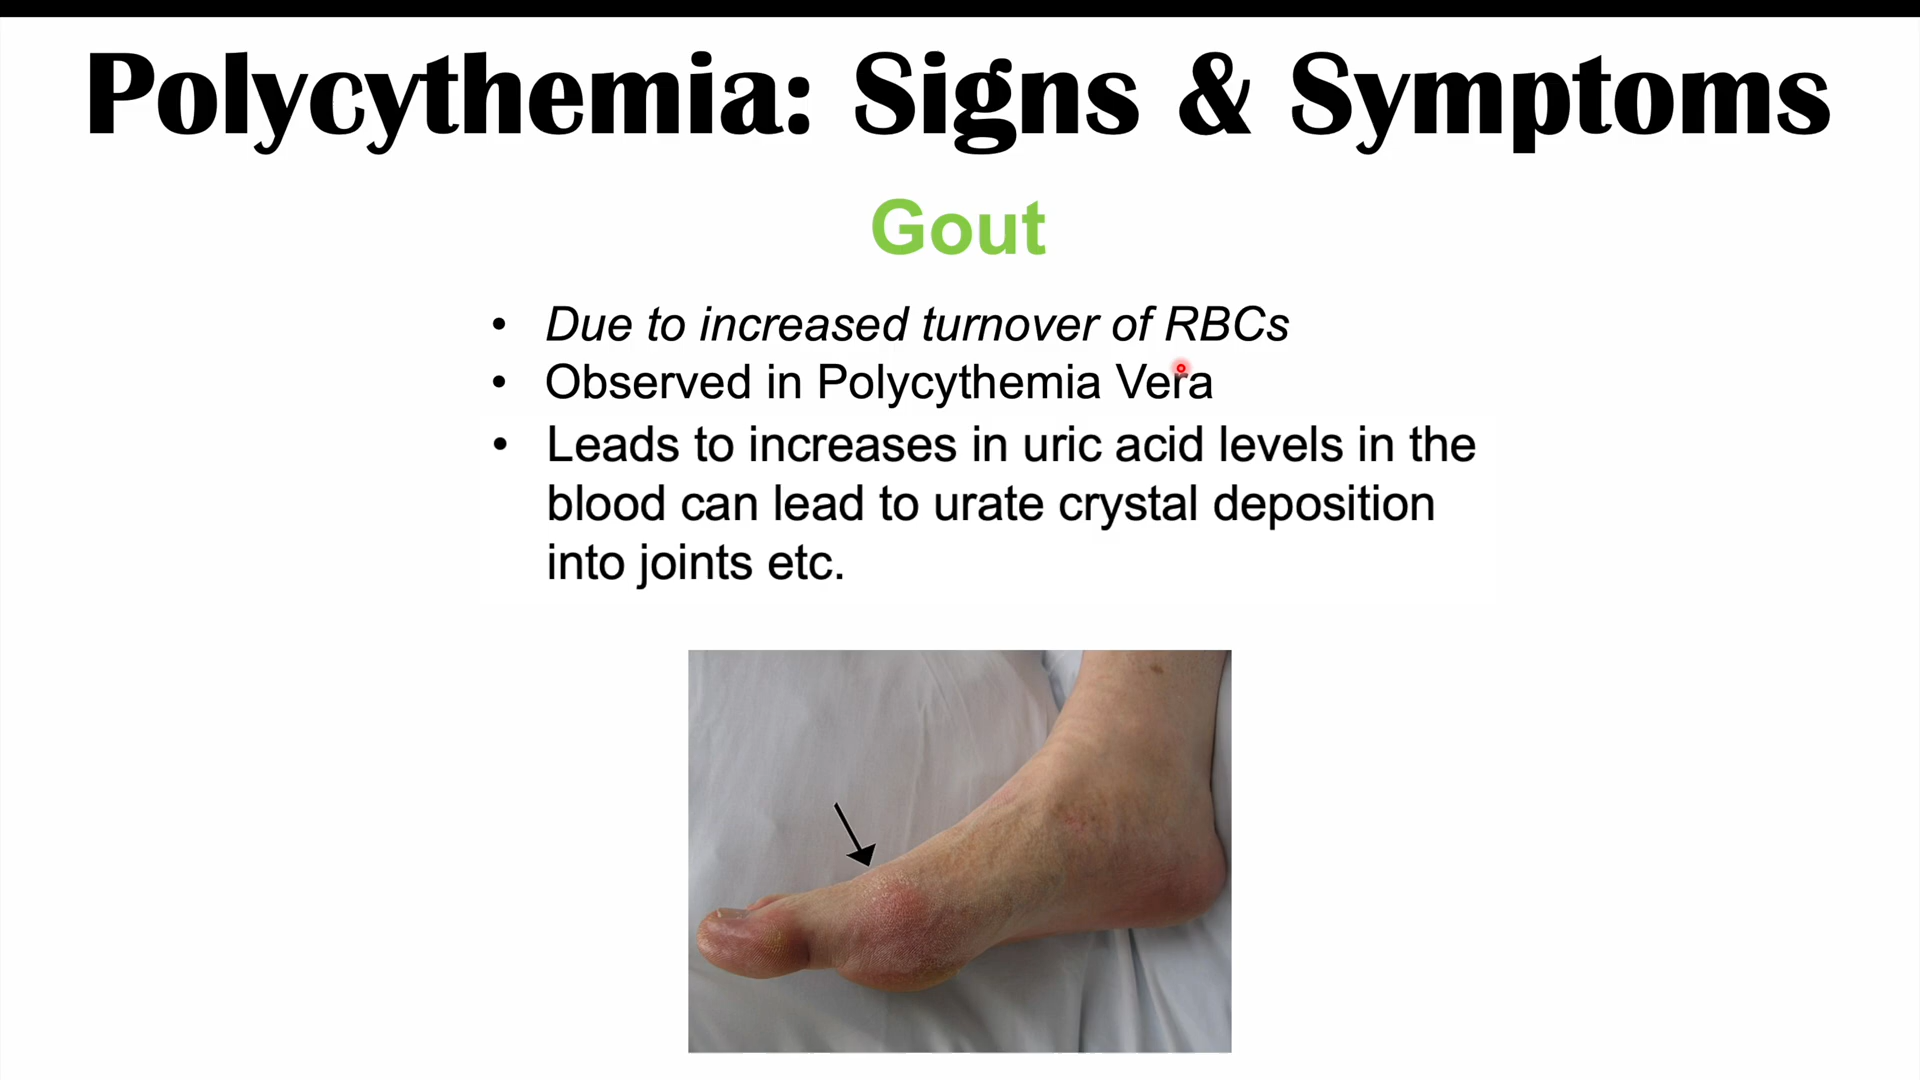 Polycythemia: Signs & Symptoms
Gout
• Due to increased turnover of RBCs
• Observed in Polycythemia Vera
• Leads to increases in uric acid levels in the
blood can lead to urate crystal deposition
into joints etc.